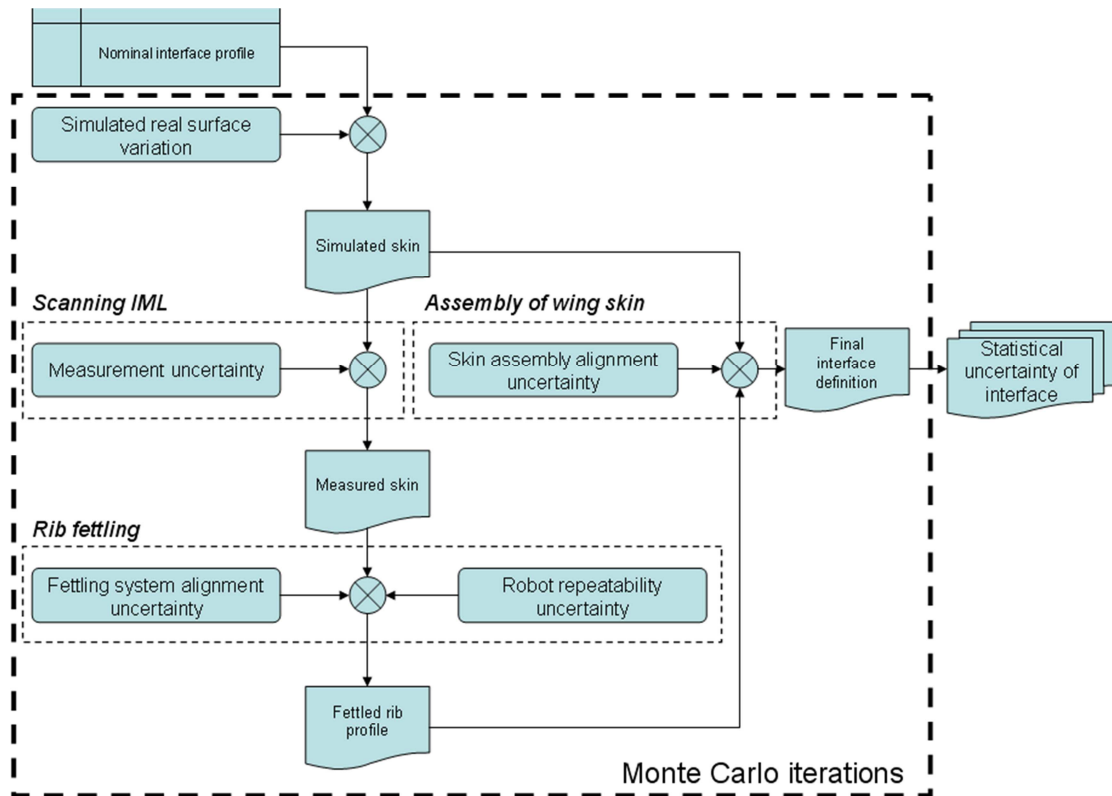 Nominal interface profile
Simulated real surface
variation
Simulated skin
Scanning IML
Assembly of wing skin
Measurement uncertainty
Skin assembly alignment
uncertainty
Final
interface
definition
Statistical
uncertainty of
interface
Measured skin
Rib fettling
Fettling system alignment
uncertainty
Robot repeatability
uncertainty
Fettled rib
profile
Monte Carlo iterations